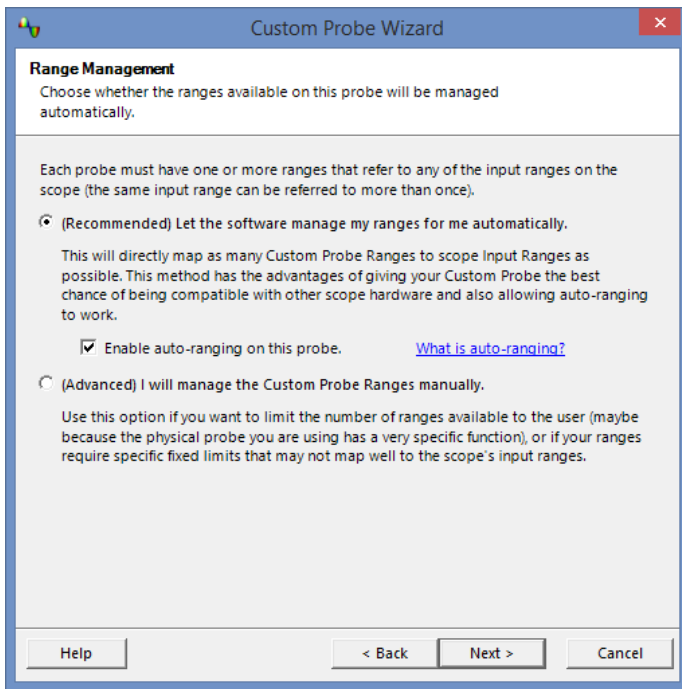 Custom Probe Wizard
Range Management
Choose whether the ranges available on this probe will be managed
automatically.
Each probe must have one or more ranges that refer to any of the input ranges on the
scope (the same input range can be referred to more than once).
(Recommended) Let the software manage my ranges for me automatically.
This will directly map as many Custom Probe Ranges to scope Input Ranges as
possible. This method has the advantages of giving your Custom Probe the best
chance of being compatible with other scope hardware and also allowing auto-ranging
to work.
Enable auto-ranging on this probe. What is auto-ranging?
(Advanced) I will manage the Custom Probe Ranges manually.
Use this option if you want to limit the number of ranges available to the user (maybe
because the physical probe you are using has a very specific function), or if your ranges
require specific fixed limits that may not map well to the scope's input ranges.
Help < Back Next > Cancel